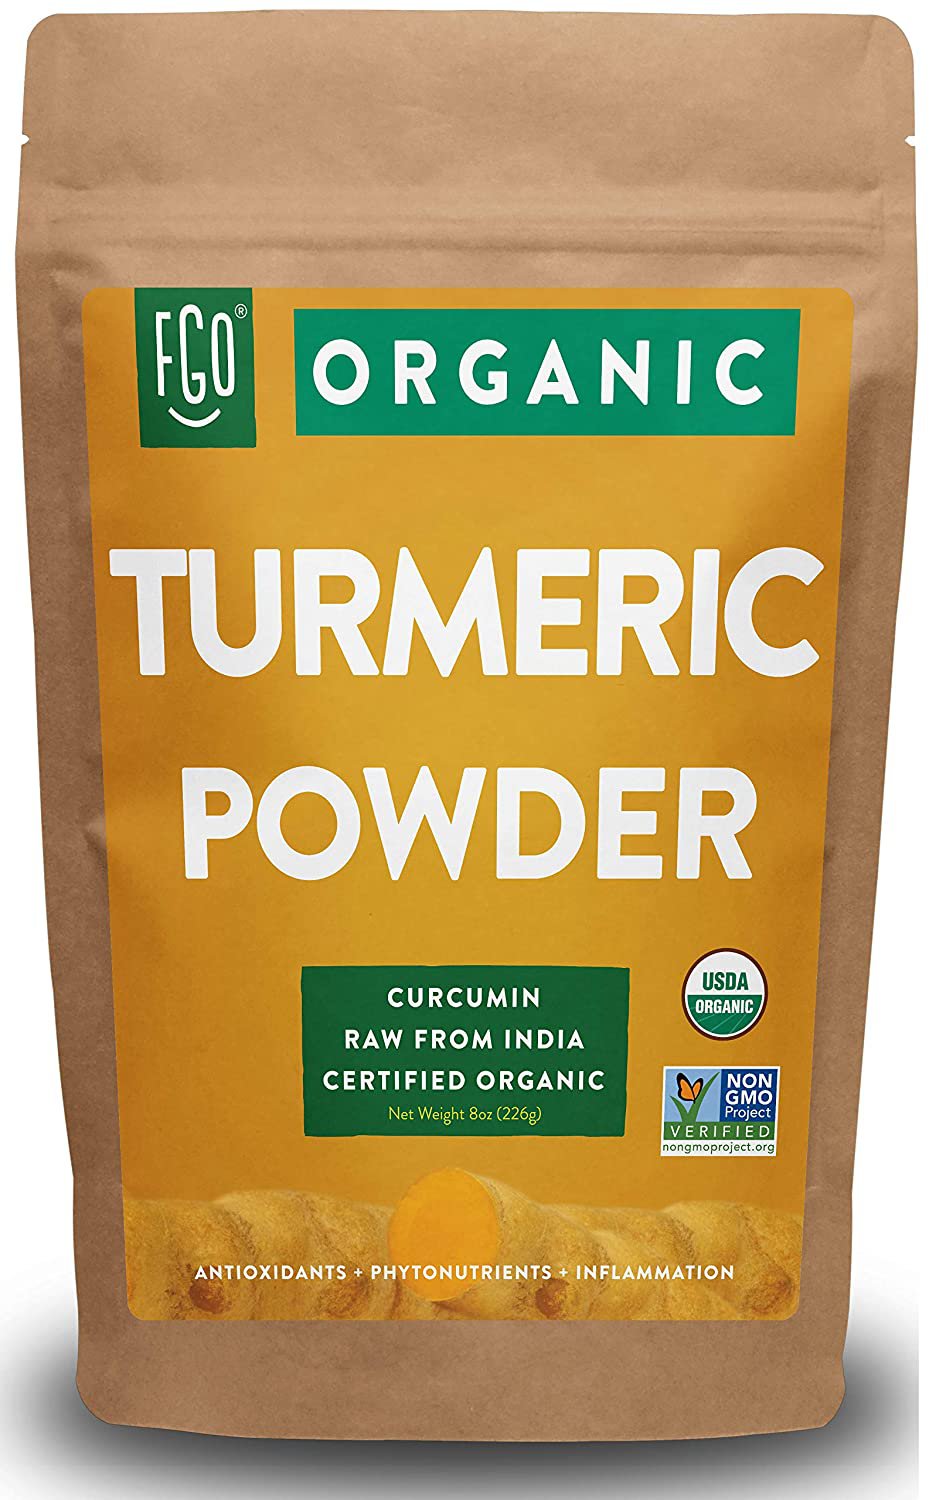 FGO®
ORGANIC
TURMERIC
POWDER
CURCUMIN
RAW FROM INDIA
CERTIFIED ORGANIC
Net Weight 8oz (226g)
USDA
ORGANIC
NON
GMO
Project
VERIFIED
nongmoproject.org
ANTIOXIDANTS + PHYTONUTRIENTS + INFLAMMATION